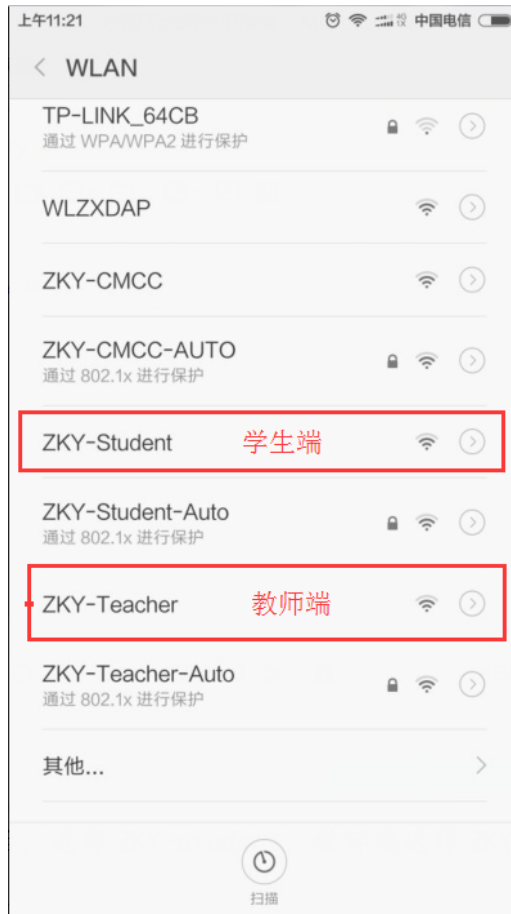 上午11:21 4G 1X 中国电信
WLAN
TP-LINK_64CB
通过 WPA/WPA2 进行保护
WLZXDAP
ZKY-CMCC
ZKY-CMCC-AUTO
通过 802.1x 进行保护
ZKY-Student 学生端
ZKY-Student-Auto
通过 802.1x 进行保护
ZKY-Teacher 教师端
ZKY-Teacher-Auto
通过 802.1x 进行保护
其他...
扫描